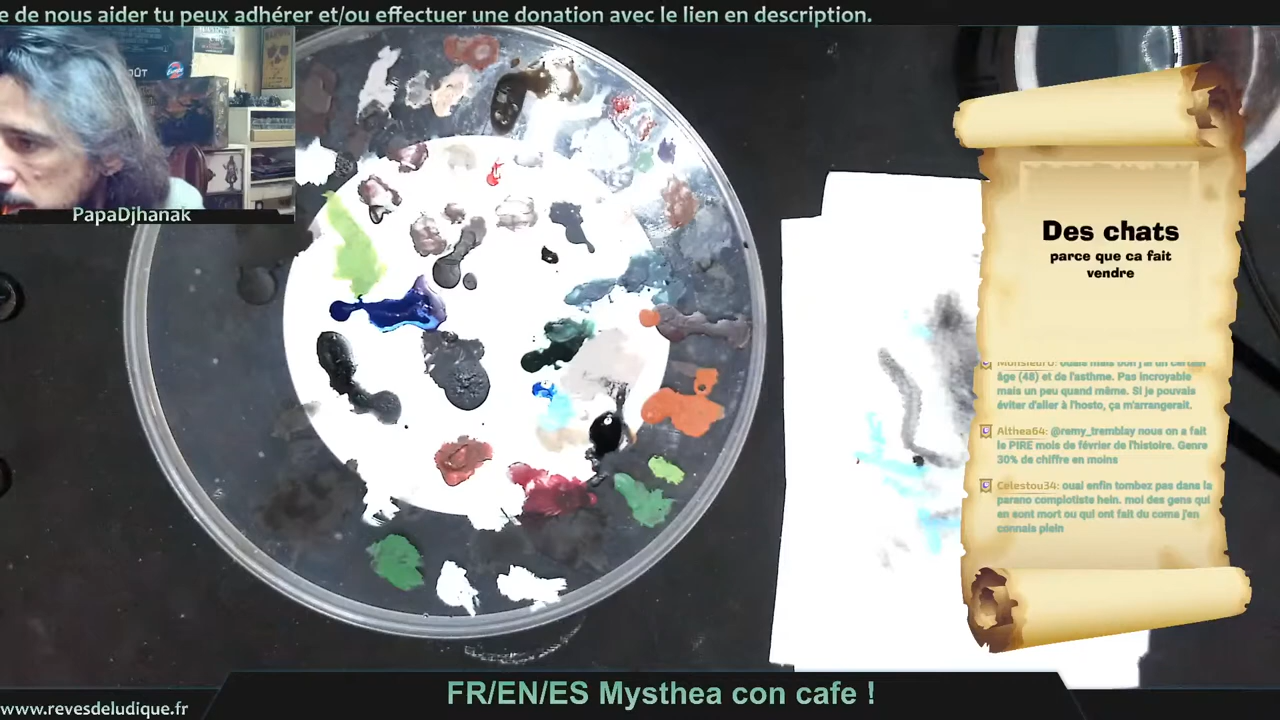 e de nous aider tu peux adhérer et/ou effectuer une donation avec le lien en description.
OÛT
PapaDjhanak
Des chats
parce que ca fait
vendre
âge (48) et de l'asthme. Pas incroyable
mais un peu quand même. Si je pouvais
éviter d'aller à l'hosto, ça m'arrangerait.
Althea64: @remy_tremblay nous on a fait
le PIRE mois de février de l'histoire. Genre
30% de chiffre en moins
Celestou34: ouai enfin tombez pas dans la
parano complotiste hein. moi des gens qui
en sont mort ou qui ont fait du coma j'en
connais plein
FR/EN/ES Mysthea con cafe !
www.revesdeludique.fr